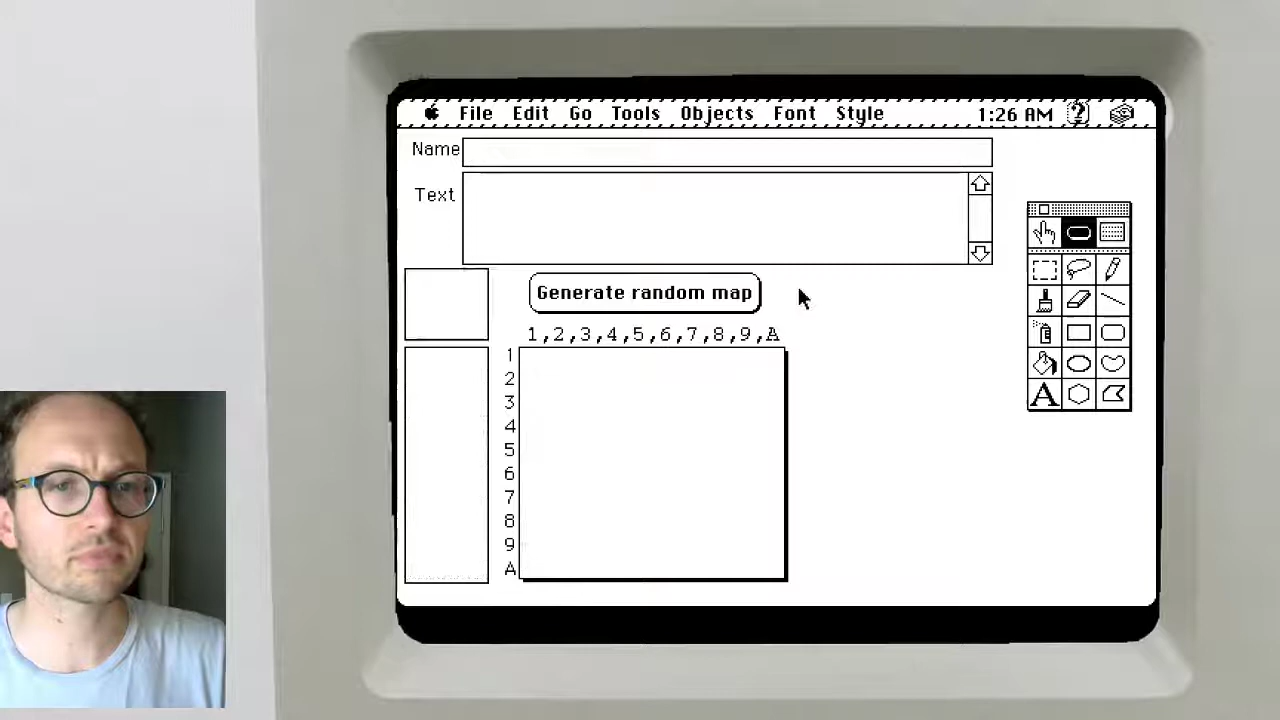 File Edit Go Tools Objects Font Style 1:26 AM
Name
Text
Generate random map
1,2,3,4,5,6,7,8,9,A
1
2
3
4
5
6
7
8
9
A
A